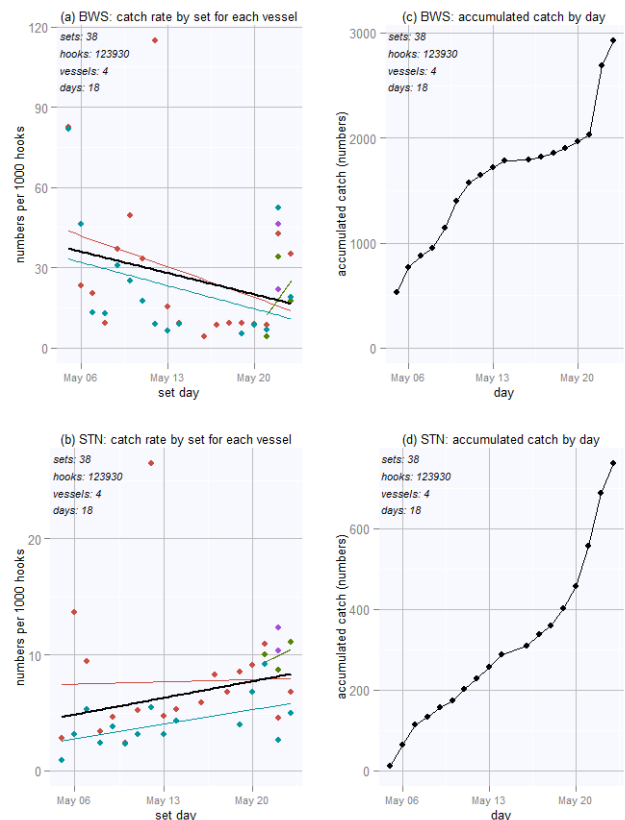 (a) BWS: catch rate by set for each vessel
sets: 38
hooks: 123930
vessels: 4
days: 18
numbers per 1000 hooks
120
90
60
30
0
May 06
May 13
May 20
set day
(c) BWS: accumulated catch by day
sets: 38
hooks: 123930
vessels: 4
days: 18
accumulated catch (numbers)
3000
2000
1000
0
May 06
May 13
May 20
day
(b) STN: catch rate by set for each vessel
sets: 38
hooks: 123930
vessels: 4
days: 18
numbers per 1000 hooks
20
10
0
May 06
May 13
May 20
set day
(d) STN: accumulated catch by day
sets: 38
hooks: 123930
vessels: 4
days: 18
accumulated catch (numbers)
600
400
200
0
May 06
May 13
May 20
day